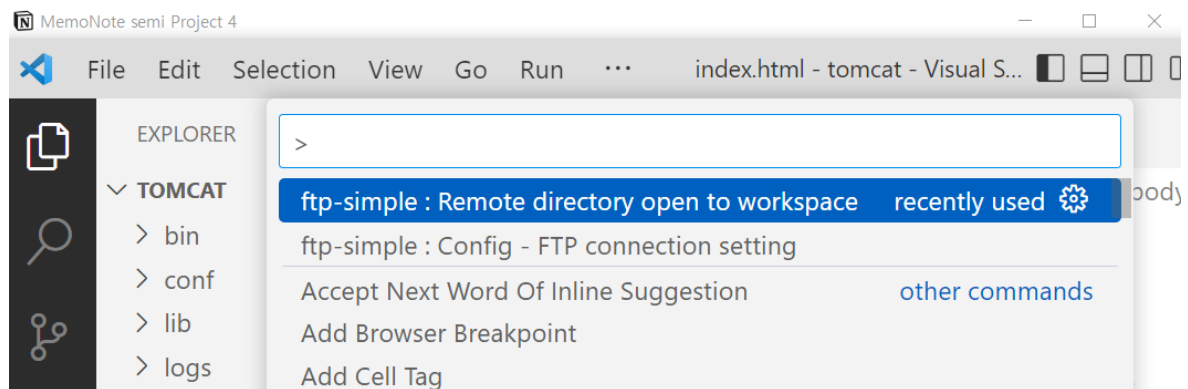 MemoNote semi Project 4
File Edit Selection View Go Run ··· index.html - tomcat - Visual S...
EXPLORER
>
TOMCAT
ftp-simple : Remote directory open to workspace recently used
body
bin
ftp-simple : Config - FTP connection setting
conf
Accept Next Word Of Inline Suggestion other commands
lib
Add Browser Breakpoint
logs
Add Cell Tag